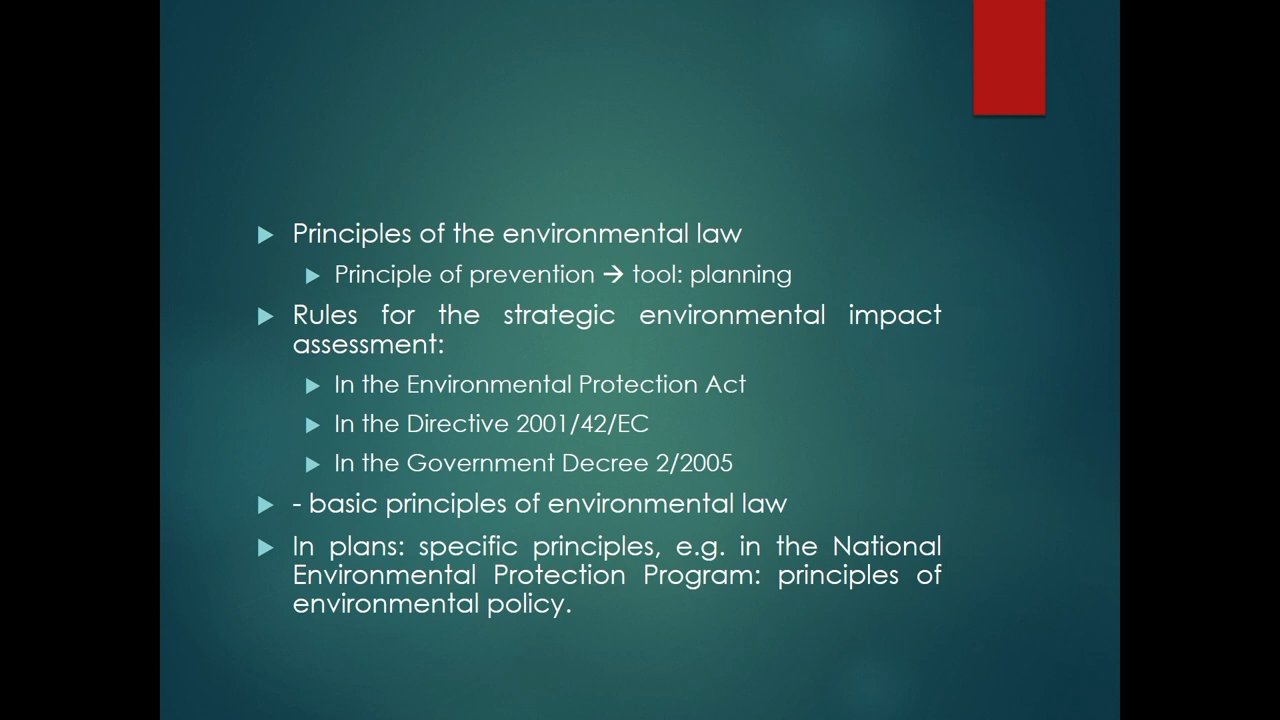 Principles of the environmental law
Principle of prevention → tool: planning
Rules for the strategic environmental impact
assessment:
In the Environmental Protection Act
In the Directive 2001/42/EC
In the Government Decree 2/2005
- basic principles of environmental law
In plans: specific principles, e.g. in the National
Environmental Protection Program: principles of
environmental policy.